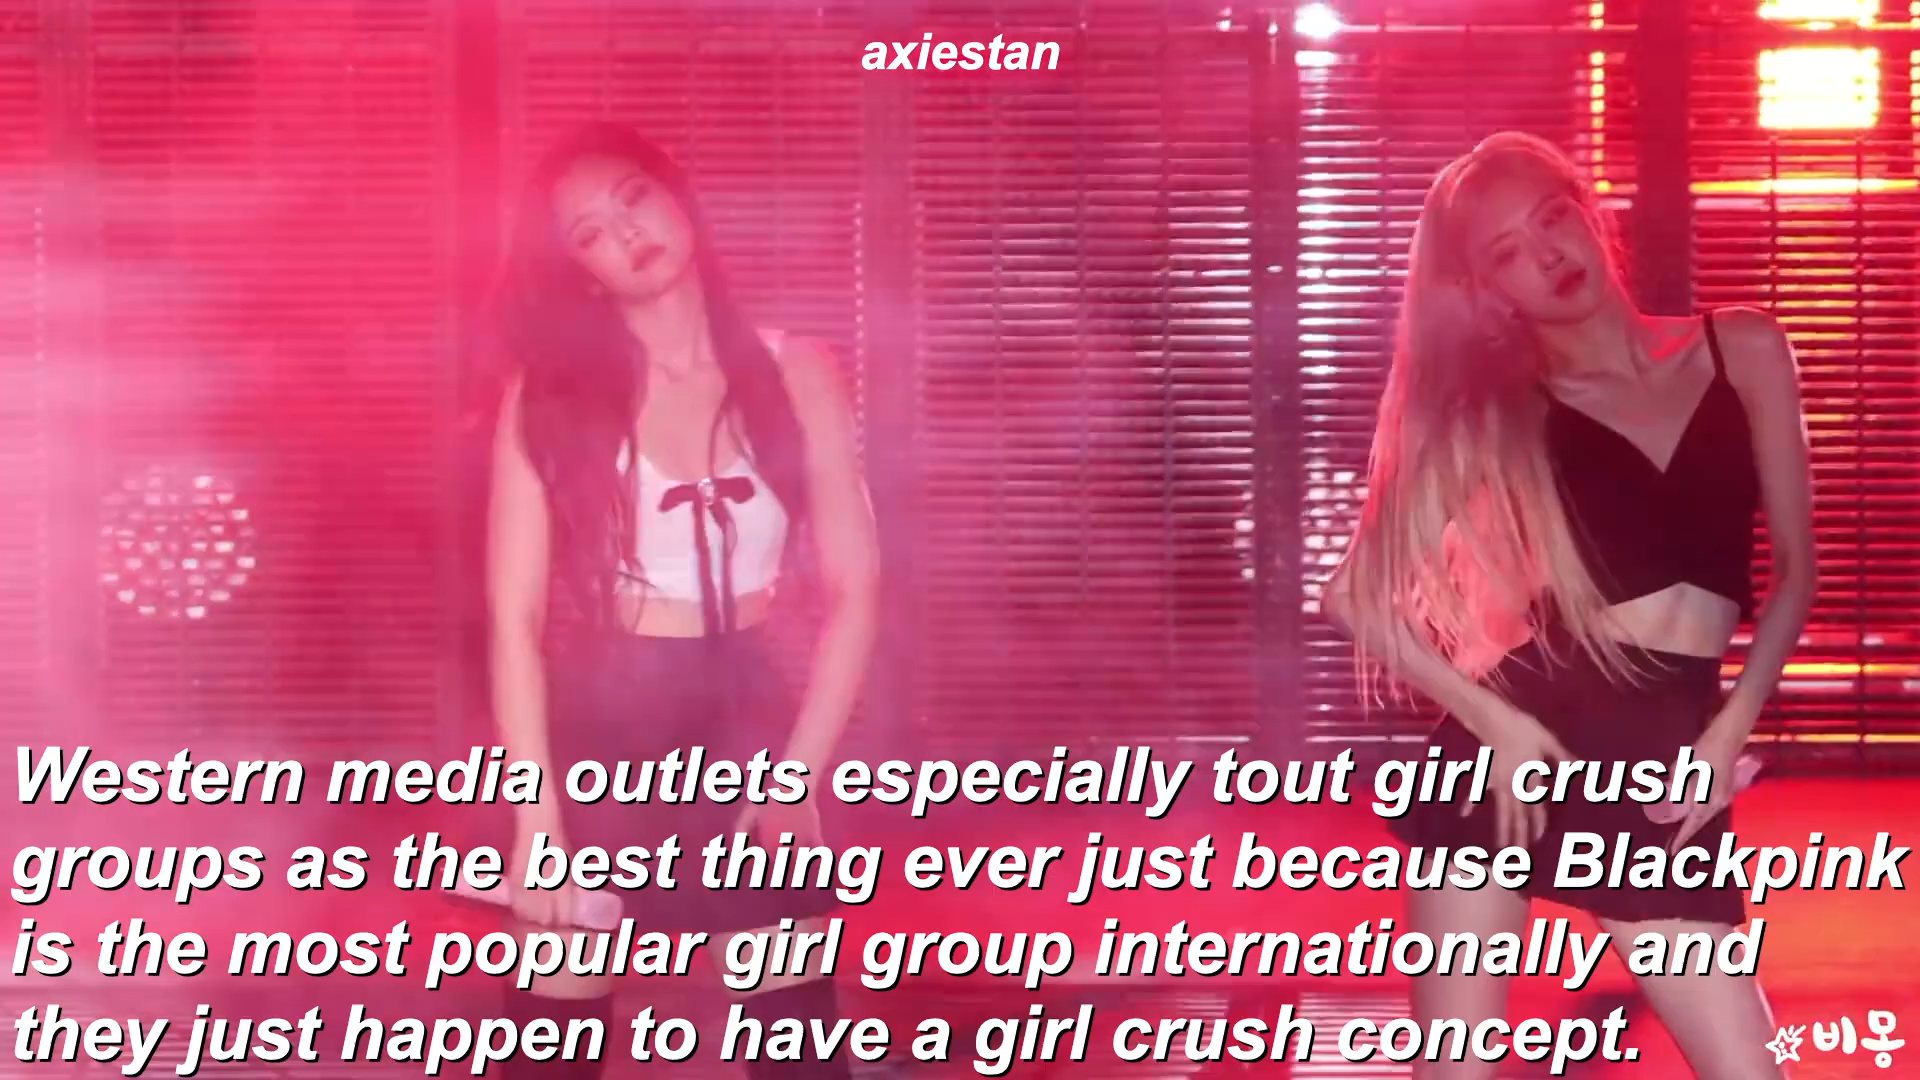 axiestan
Western media outlets especially tout girl crush
groups as the best thing ever just because Blackpink
is the most popular girl group internationally and
they just happen to have a girl crush concept.
비몽